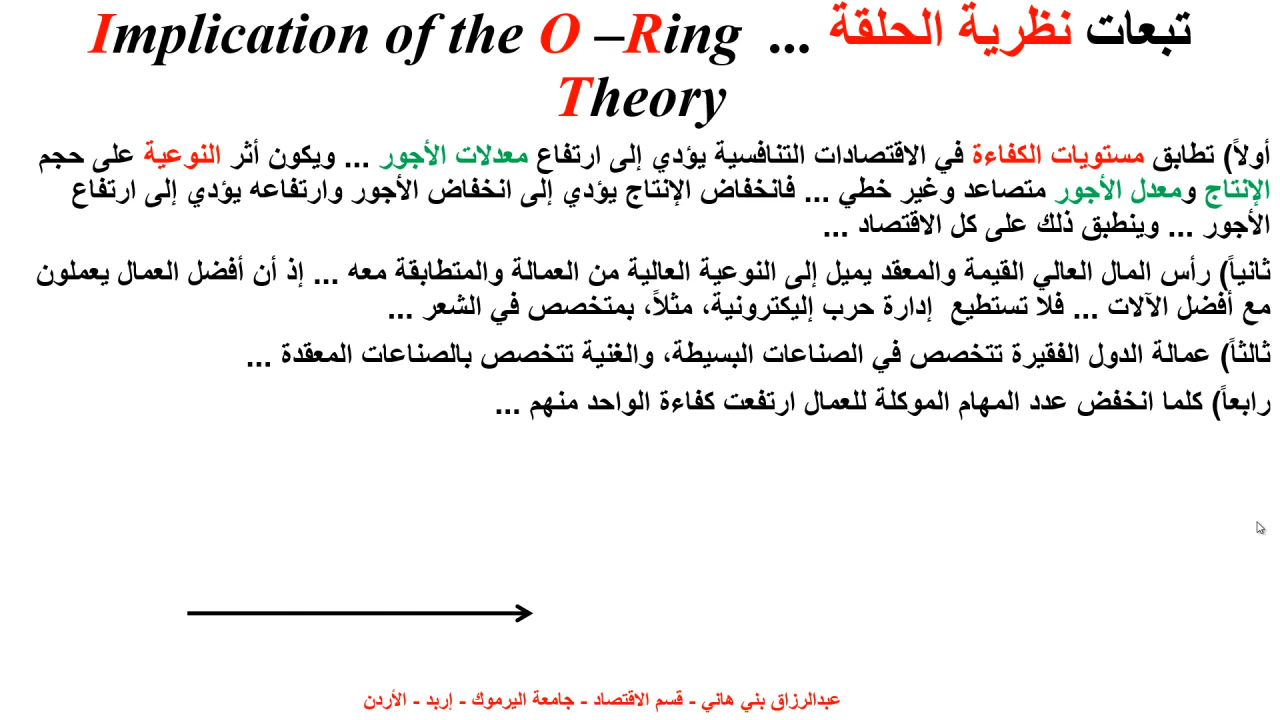 تبعات نظرية الحلقة ... Implication of the O –Ring
Theory
أولاً) تطابق مستويات الكفاءة في الاقتصادات التنافسية يؤدي إلى ارتفاع معدلات الأجور ... ويكون أثر النوعية على حجم
الإنتاج ومعدل الأجور متصاعد وغير خطي ... فانخفاض الإنتاج يؤدي إلى انخفاض الأجور وارتفاعه يؤدي إلى ارتفاع
الأجور ... وينطبق ذلك على كل الاقتصاد ...
ثانياً) رأس المال العالي القيمة والمعقد يميل إلى النوعية العالية من العمالة والمتطابقة معه ... إذ أن أفضل العمال يعملون
مع أفضل الآلات ... فلا تستطيع إدارة حرب إليكترونية، مثلاً، بمتخصص في الشعر ...
ثالثاً) عمالة الدول الفقيرة تتخصص في الصناعات البسيطة، والغنية تتخصص بالصناعات المعقدة ...
رابعاً) كلما انخفض عدد المهام الموكلة للعمال ارتفعت كفاءة الواحد منهم ...
عبدالرزاق بني هاني - قسم الاقتصاد - جامعة اليرموك - إربد - الأردن